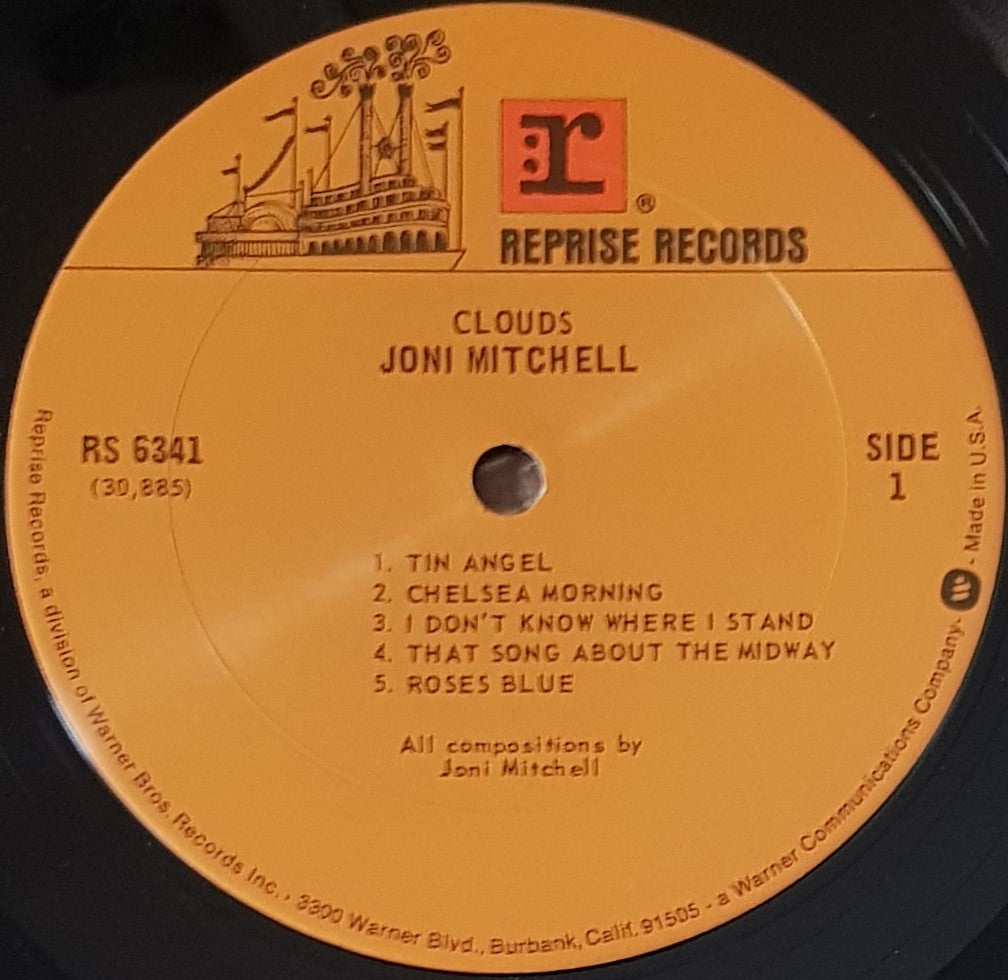 r
®
REPRISE RECORDS
CLOUDS
JONI MITCHELL
RS 6341
(30,885)
SIDE
1
1. TIN ANGEL
2. CHELSEA MORNING
3. I DON'T KNOW WHERE I STAND
4. THAT SONG ABOUT THE MIDWAY
5. ROSES BLUE
All compositions by
Joni Mitchell
Reprise Records, a division of Warner Bros. Records Inc. · 3300 Warner Blvd., Burbank, Calif. 91505 - a Warner Communications Company· W - Made in U.S.A.